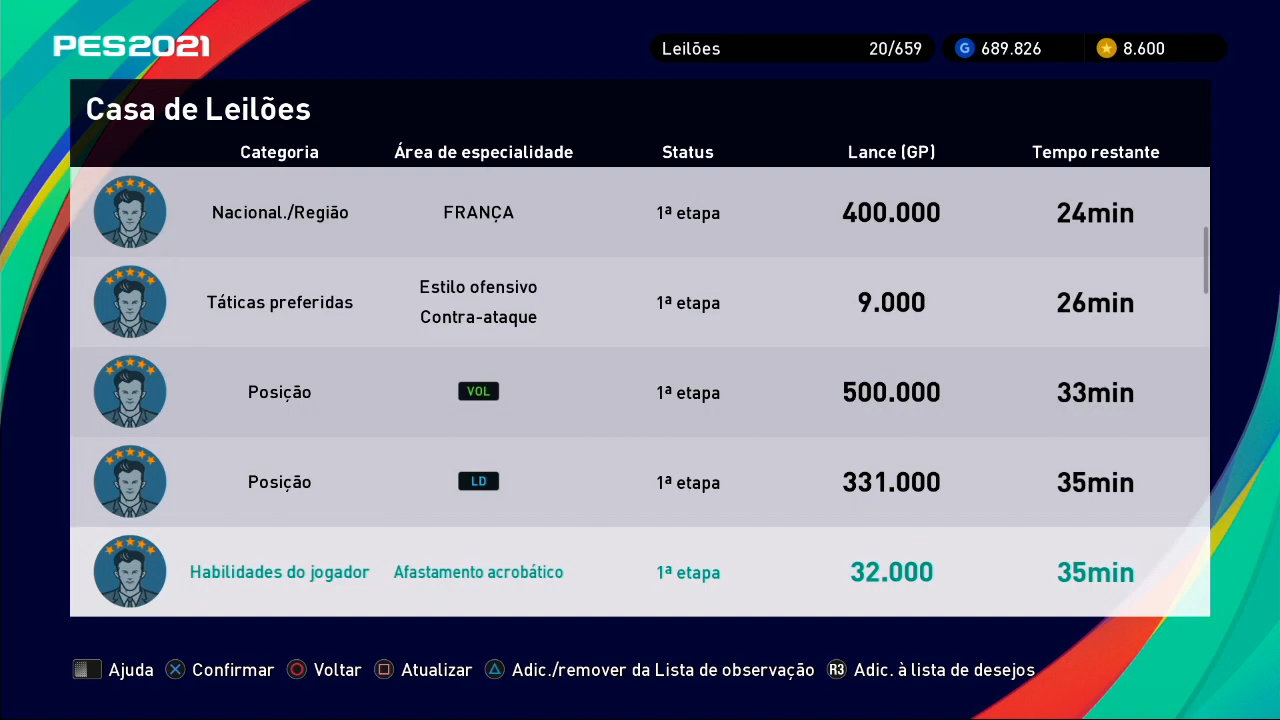 PES2021
Leilões 20/659 G 689.826 8.600
Casa de Leilões
Categoria Área de especialidade Status Lance (GP) Tempo restante
Nacional./Região FRANÇA 1ª etapa 400.000 24min
Táticas preferidas Estilo ofensivo 1ª etapa 9.000 26min
Contra-ataque
Posição VOL 1ª etapa 500.000 33min
Posição LD 1ª etapa 331.000 35min
Habilidades do jogador Afastamento acrobático 1ª etapa 32.000 35min
Ajuda Confirmar Voltar Atualizar Adic./remover da Lista de observação R3 Adic. à lista de desejos